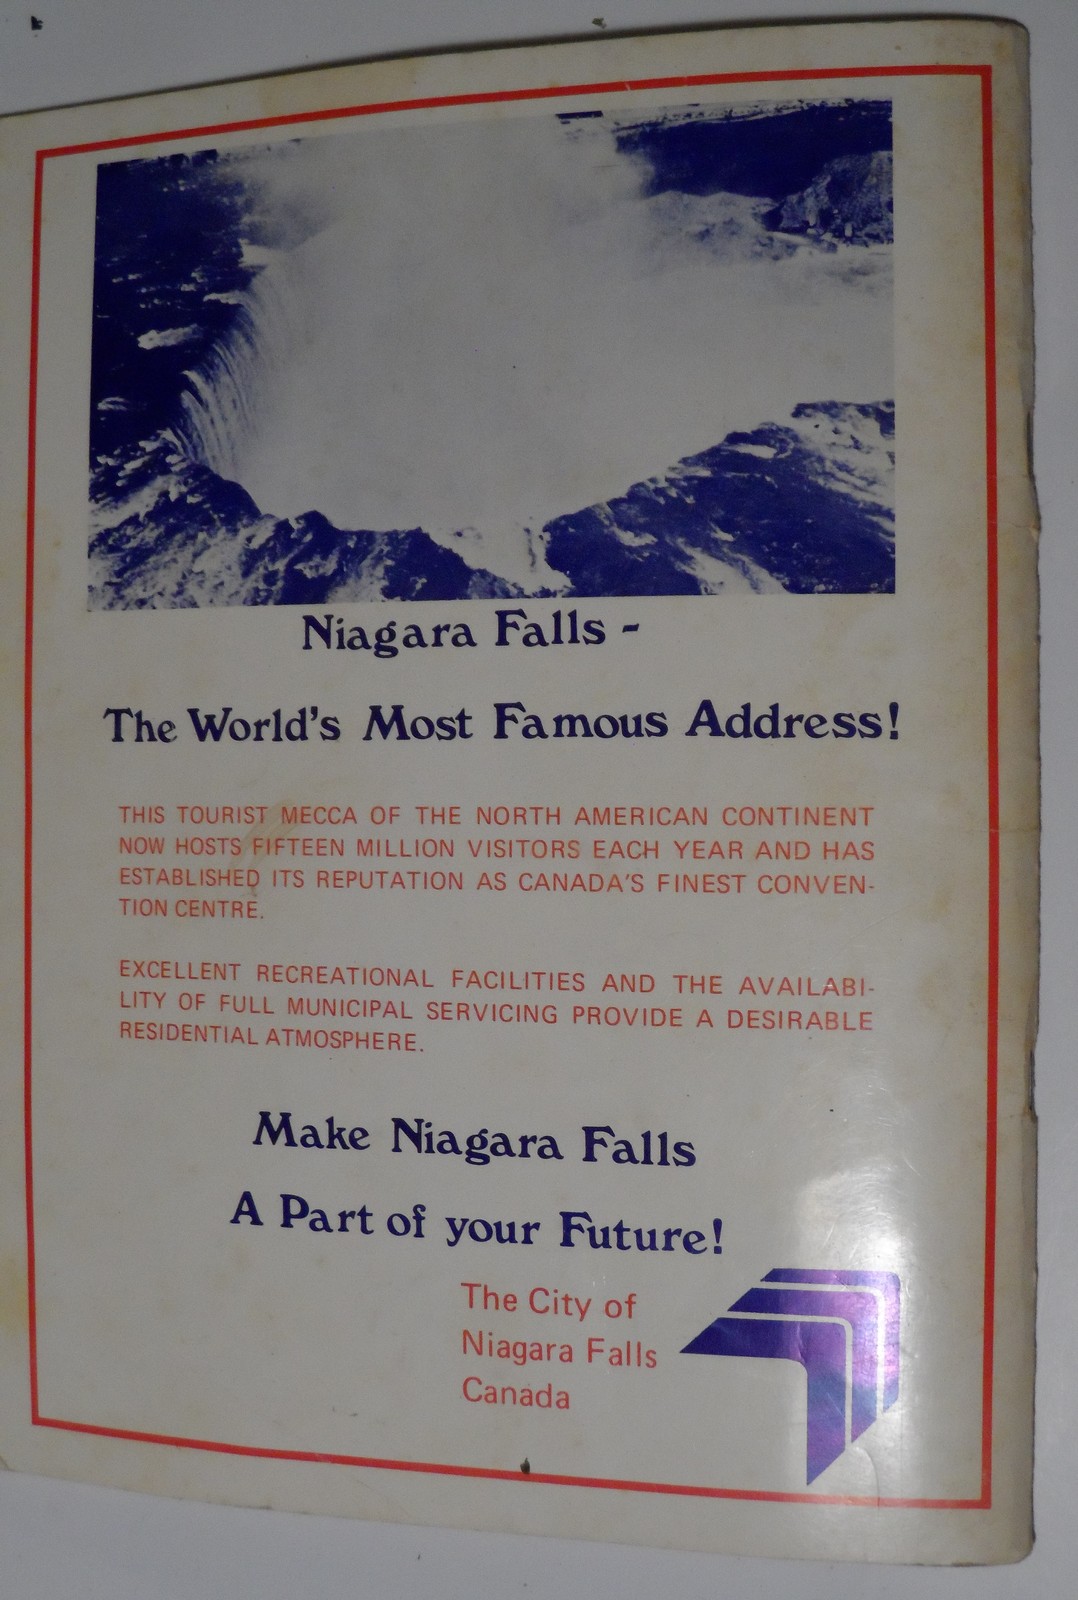 Niagara Falls -
The World's Most Famous Address!
THIS TOURIST MECCA OF THE NORTH AMERICAN CONTINENT
NOW HOSTS FIFTEEN MILLION VISITORS EACH YEAR AND HAS
ESTABLISHED ITS REPUTATION AS CANADA'S FINEST CONVEN-
TION CENTRE.
EXCELLENT RECREATIONAL FACILITIES AND THE AVAILABI-
LITY OF FULL MUNICIPAL SERVICING PROVIDE A DESIRABLE
RESIDENTIAL ATMOSPHERE.
Make Niagara Falls
A Part of your Future!
The City of
Niagara Falls
Canada